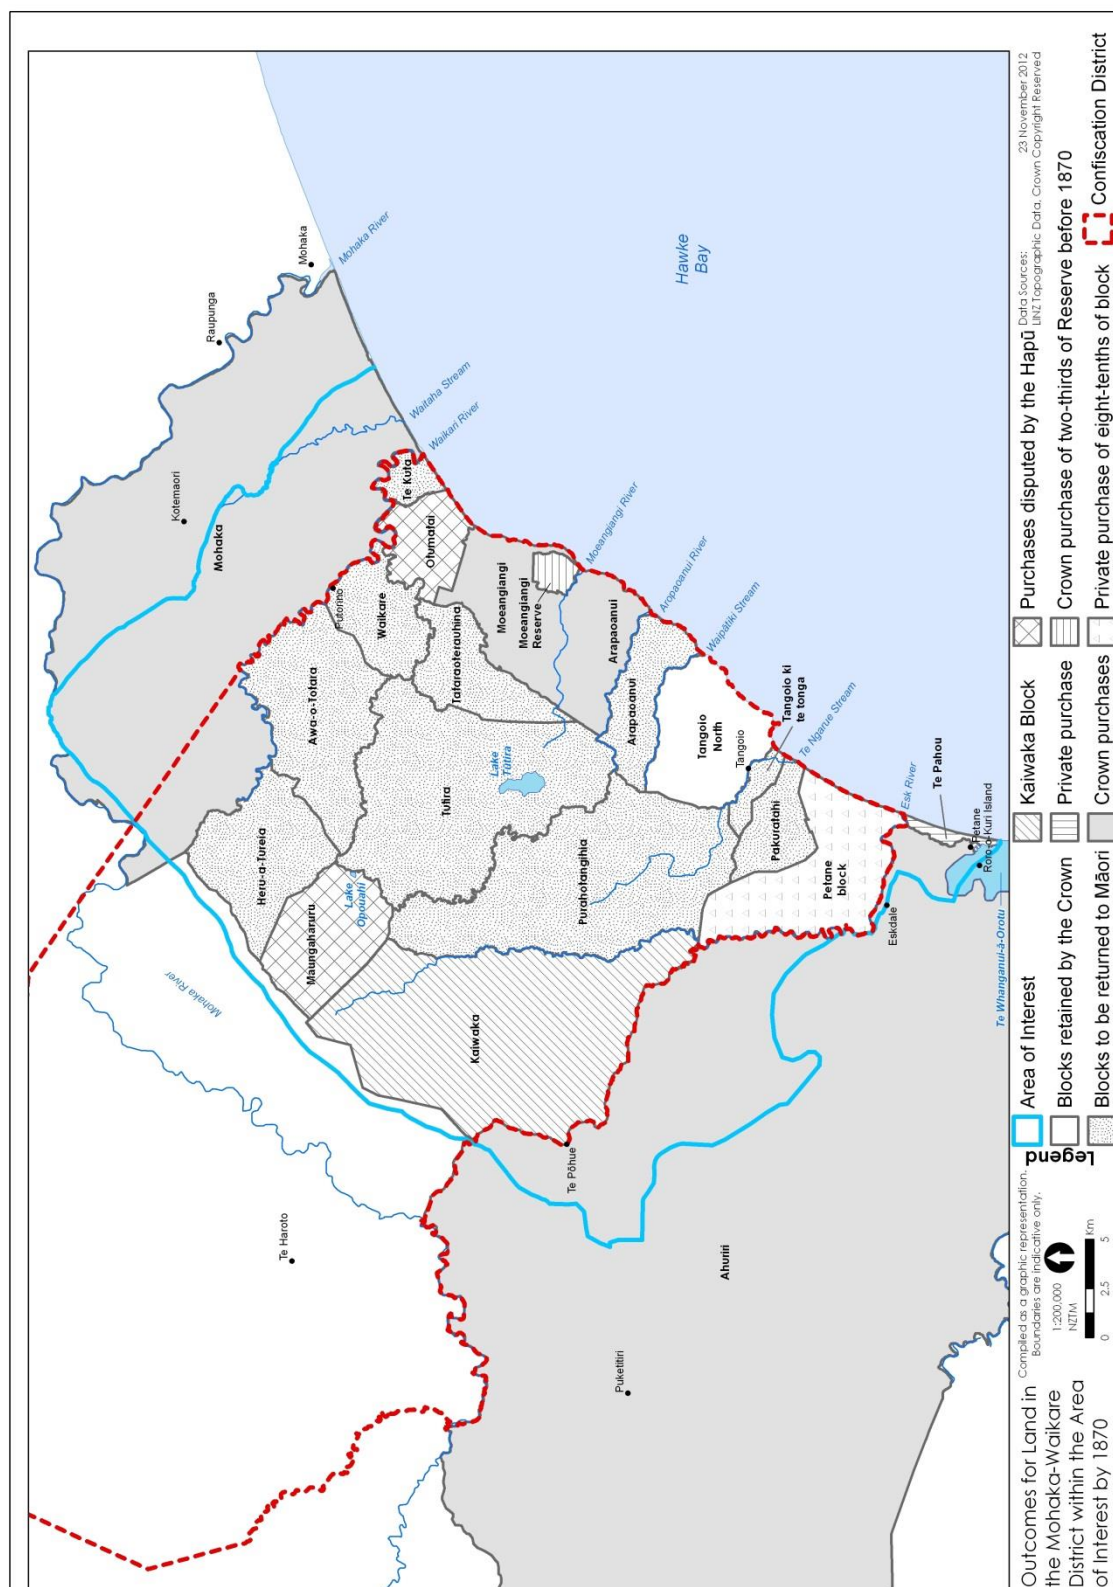 Mohaka River
Mohaka
Raupunga
Waitaha Stream
Waikari River
Kotemaori
Mohaka
Te Kuta
Otumatai
Putorino
Waikare
Moeangiangi River
Moeangiangi
Moeangiangi
Reserve
Tataraoterauhina
Awa-o-Totara
Aropaoanui River
Arapaoanui
Arapaoanui
Waipātiki Stream
Hawke
Bay
Lake
Tūtira
Tutira
Tangoio
North
Tangoio ki
te tonga
Tangoio
Te Ngarue Stream
Heru-a-Tureia
Lake
Opouahi
Maungaharuru
Purahotangihia
Pakuratahi
Petane
block
Esk River
Te Pahou
Petane
Roro-o-Kuri Island
Eskdale
Te Whanganui-ā-Orotu
Mohaka River
Kaiwaka
Te Pōhue
Te Haroto
Ahuriri
Puketitiri
Outcomes for Land in
the Mohaka-Waikare
District within the Area
of Interest by 1870
Compiled as a graphic representation.
Boundaries are indicative only.
1:200,000
NZTM
0 2.5 5
Km
Legend
Area of Interest
Blocks retained by the Crown
Blocks to be returned to Māori
Kaiwaka Block
Private purchase
Crown purchases
Purchases disputed by the Hapū
Crown purchase of two-thirds of Reserve before 1870
Private purchase of eight-tenths of block
Confiscation District
Data Sources: 23 November 2012
LINZ Topographic Data. Crown Copyright Reserved